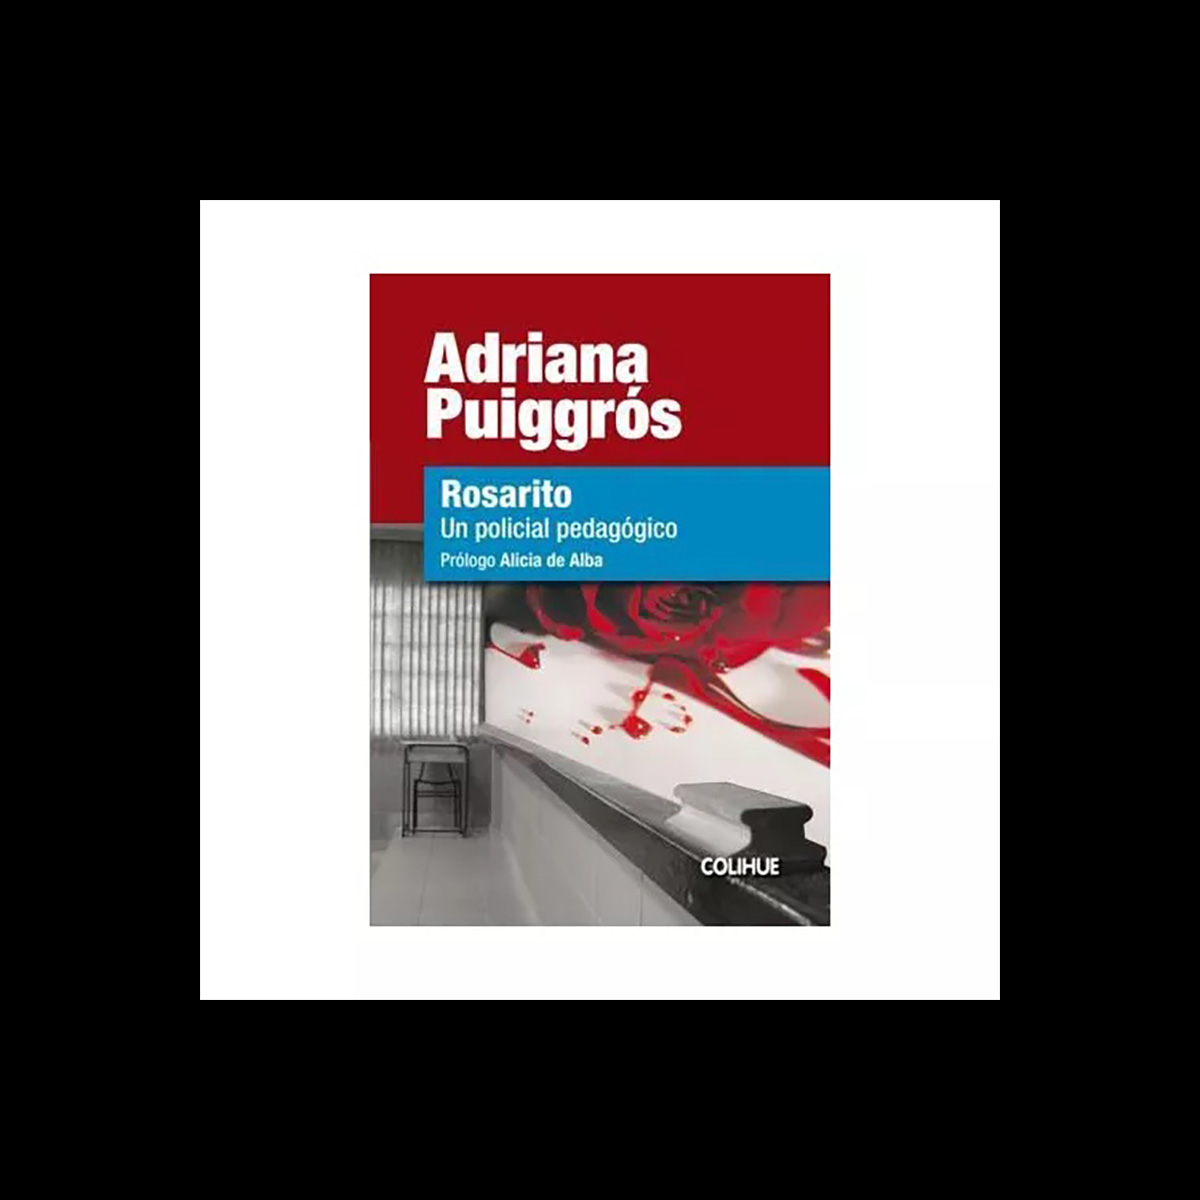 Adriana
Puiggrós
Rosarito
Un policial pedagógico
Prólogo Alicia de Alba
COLIHUE